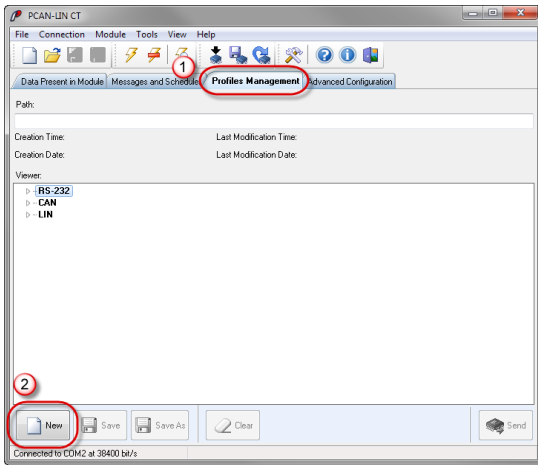 PCAN-LIN CT
File Connection Module Tools View Help
1
Data Present in Module Messages and Schedule Profiles Management Advanced Configuration
Path:
Creation Time: Last Modification Time:
Creation Date: Last Modification Date:
Viewer:
RS-232
CAN
LIN
2
New Save Save As Clear Send
Connected to COM2 at 38400 bit/s